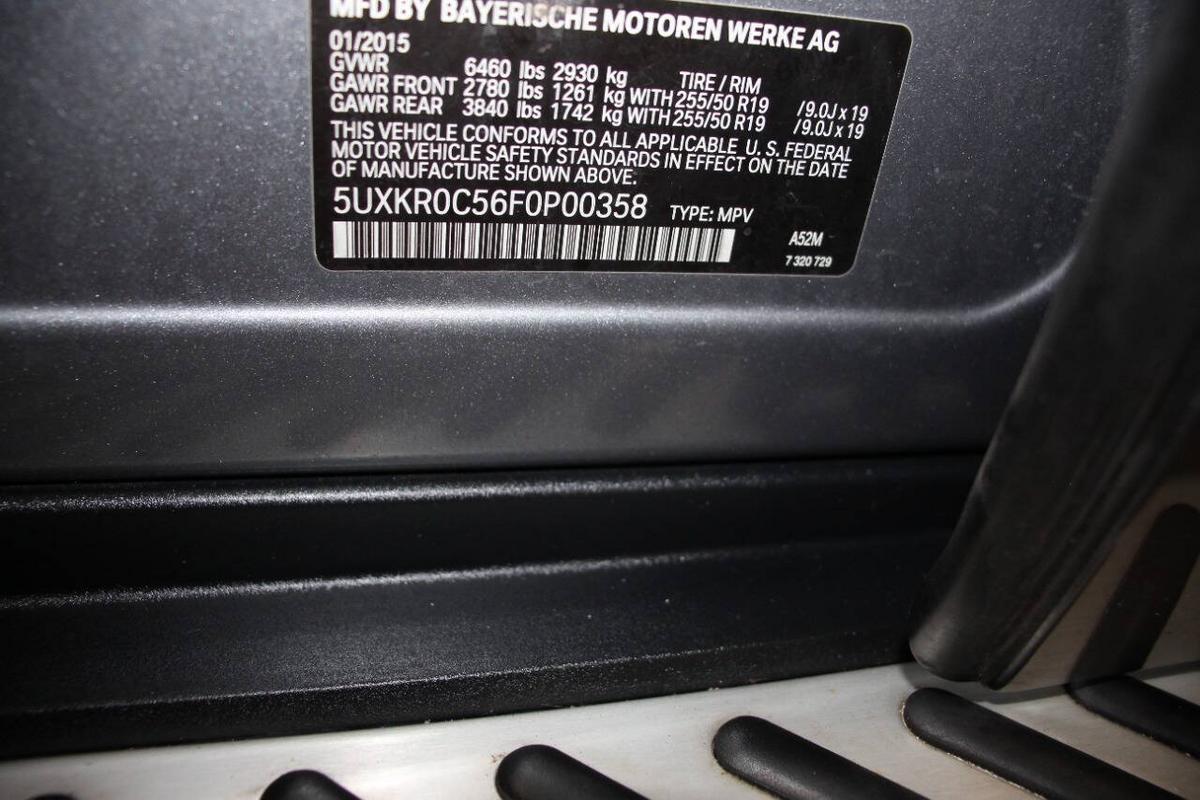 MFD BY BAYERISCHE MOTOREN WERKE AG
01/2015
GVWR 6460 lbs 2930 kg TIRE / RIM
GAWR FRONT 2780 lbs 1261 kg WITH 255/50 R19 /9.0J x 19
GAWR REAR 3840 lbs 1742 kg WITH 255/50 R19 /9.0J x 19
THIS VEHICLE CONFORMS TO ALL APPLICABLE U. S. FEDERAL
MOTOR VEHICLE SAFETY STANDARDS IN EFFECT ON THE DATE
OF MANUFACTURE SHOWN ABOVE.
5UXKR0C56F0P00358 TYPE: MPV
A52M
7 320 729